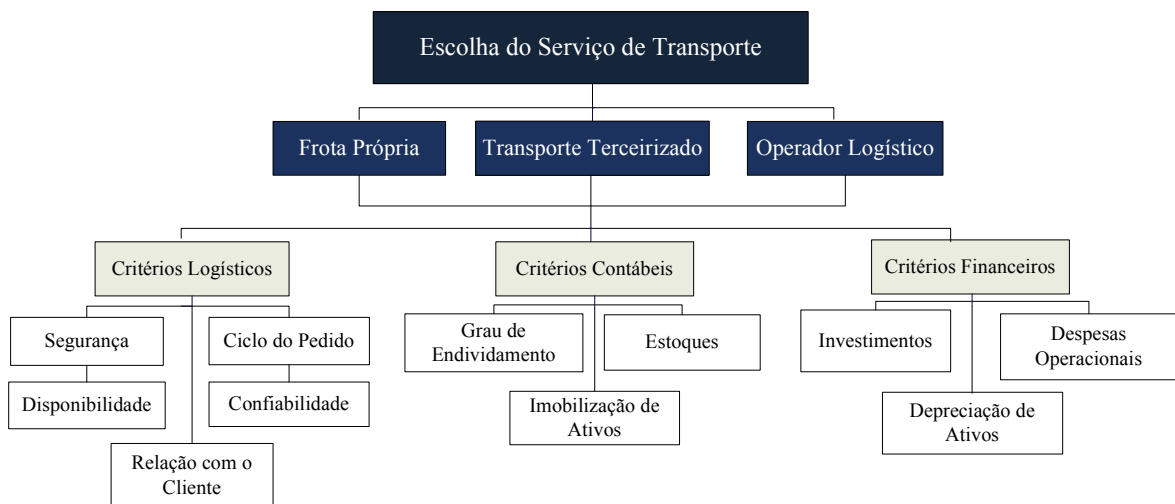 Escolha do Serviço de Transporte
Frota Própria
Transporte Terceirizado
Operador Logístico
Critérios Logísticos
Critérios Contábeis
Critérios Financeiros
Segurança
Ciclo do Pedido
Disponibilidade
Confiabilidade
Relação com o
Cliente
Grau de
Endividamento
Estoques
Imobilização de
Ativos
Investimentos
Despesas
Operacionais
Depreciação de
Ativos